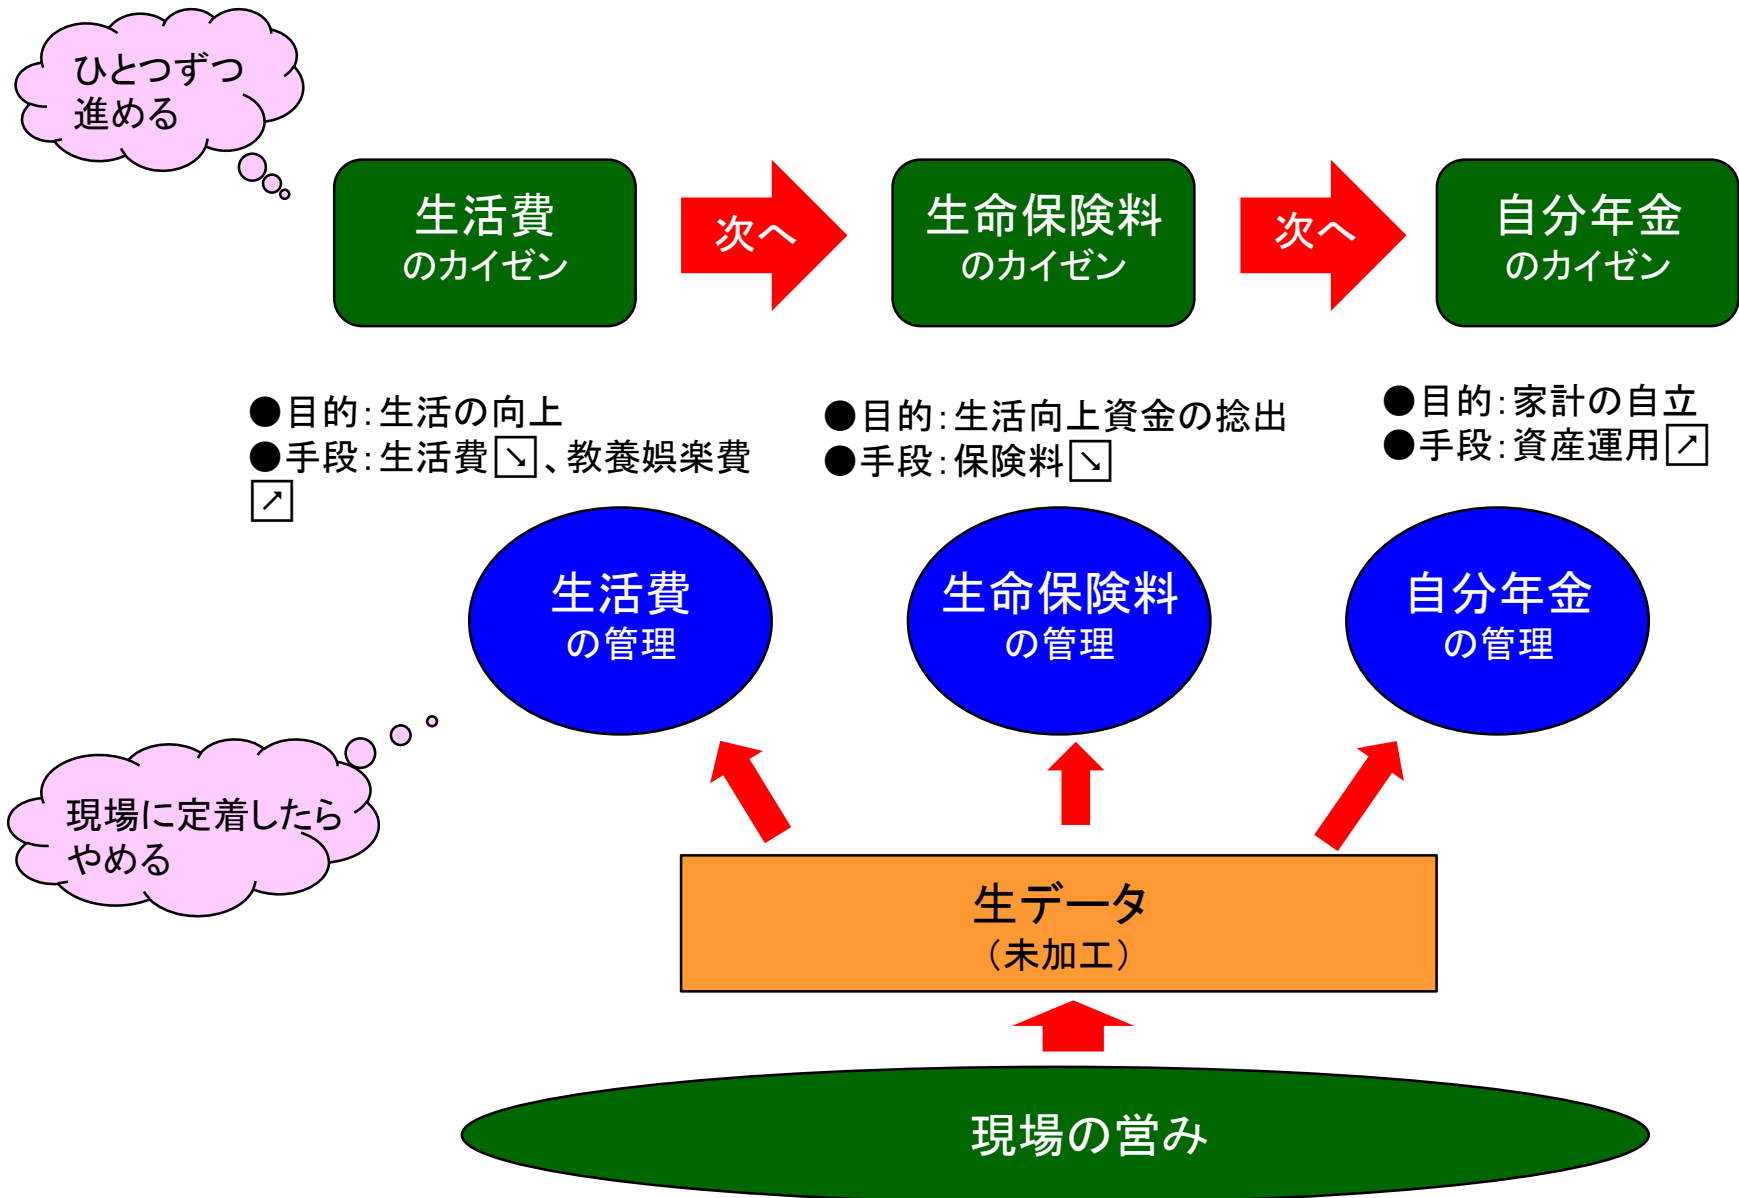 ひとつずつ
進める
生活費
のカイゼン
次へ
生命保険料
のカイゼン
次へ
自分年金
のカイゼン
●目的：生活の向上
●手段：生活費↘、教養娯楽費
↗
●目的：生活向上資金の捻出
●手段：保険料↘
●目的：家計の自立
●手段：資産運用↗
生活費
の管理
生命保険料
の管理
自分年金
の管理
現場に定着したら
やめる
生データ
（未加工）
現場の営み